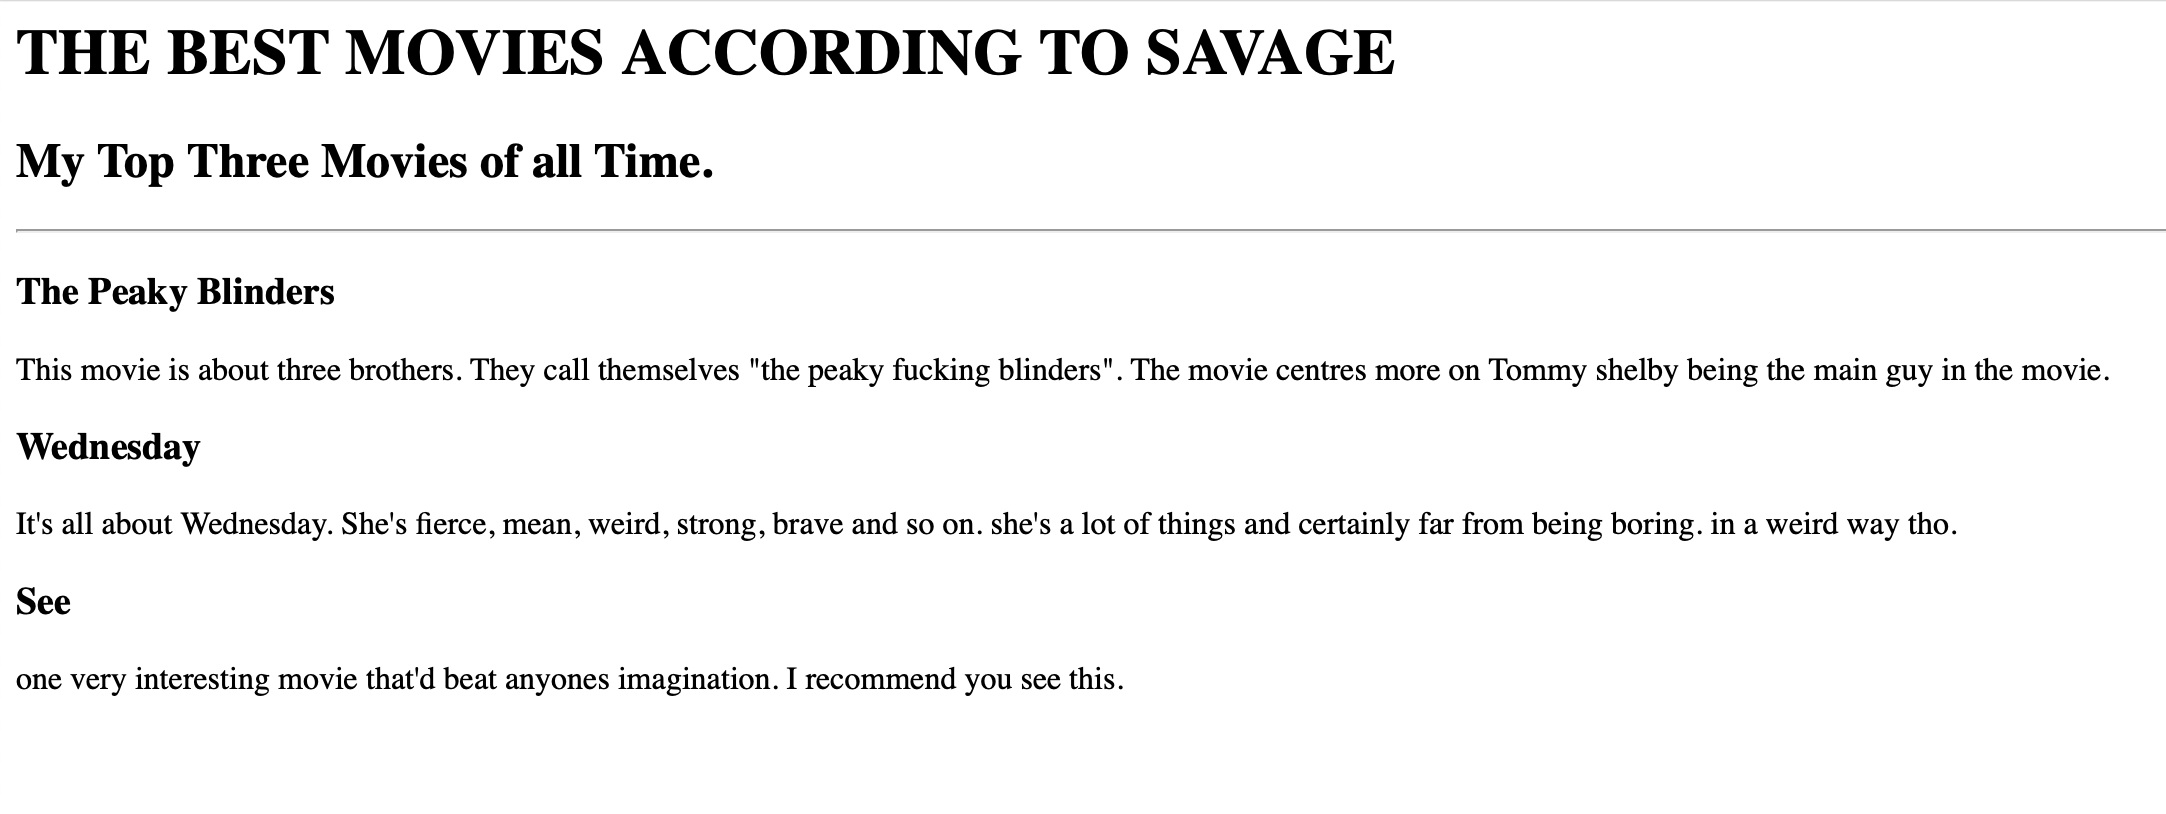 THE BEST MOVIES ACCORDING TO SAVAGE
My Top Three Movies of all Time.
The Peaky Blinders
This movie is about three brothers. They call themselves "the peaky fucking blinders". The movie centres more on Tommy shelby being the main guy in the movie.
Wednesday
It's all about Wednesday. She's fierce, mean, weird, strong, brave and so on. she's a lot of things and certainly far from being boring. in a weird way tho.
See
one very interesting movie that'd beat anyones imagination. I recommend you see this.